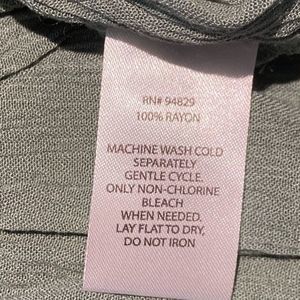 RN# 94829
100% RAYON
MACHINE WASH COLD
SEPARATELY
GENTLE CYCLE.
ONLY NON-CHLORINE
BLEACH
WHEN NEEDED.
LAY FLAT TO DRY,
DO NOT IRON